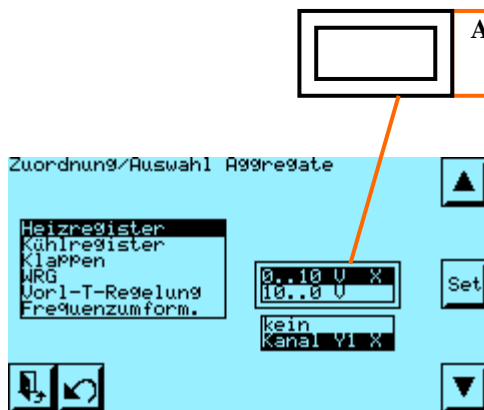 A
Zuordnung/Auswahl Aggregate
Heizregister
Kühlregister
Klappen
WRG
Vorl-T-Regelung
Frequenzumform.
0..10 V X
10..0 V
kein
Kanal Y1 X
Set